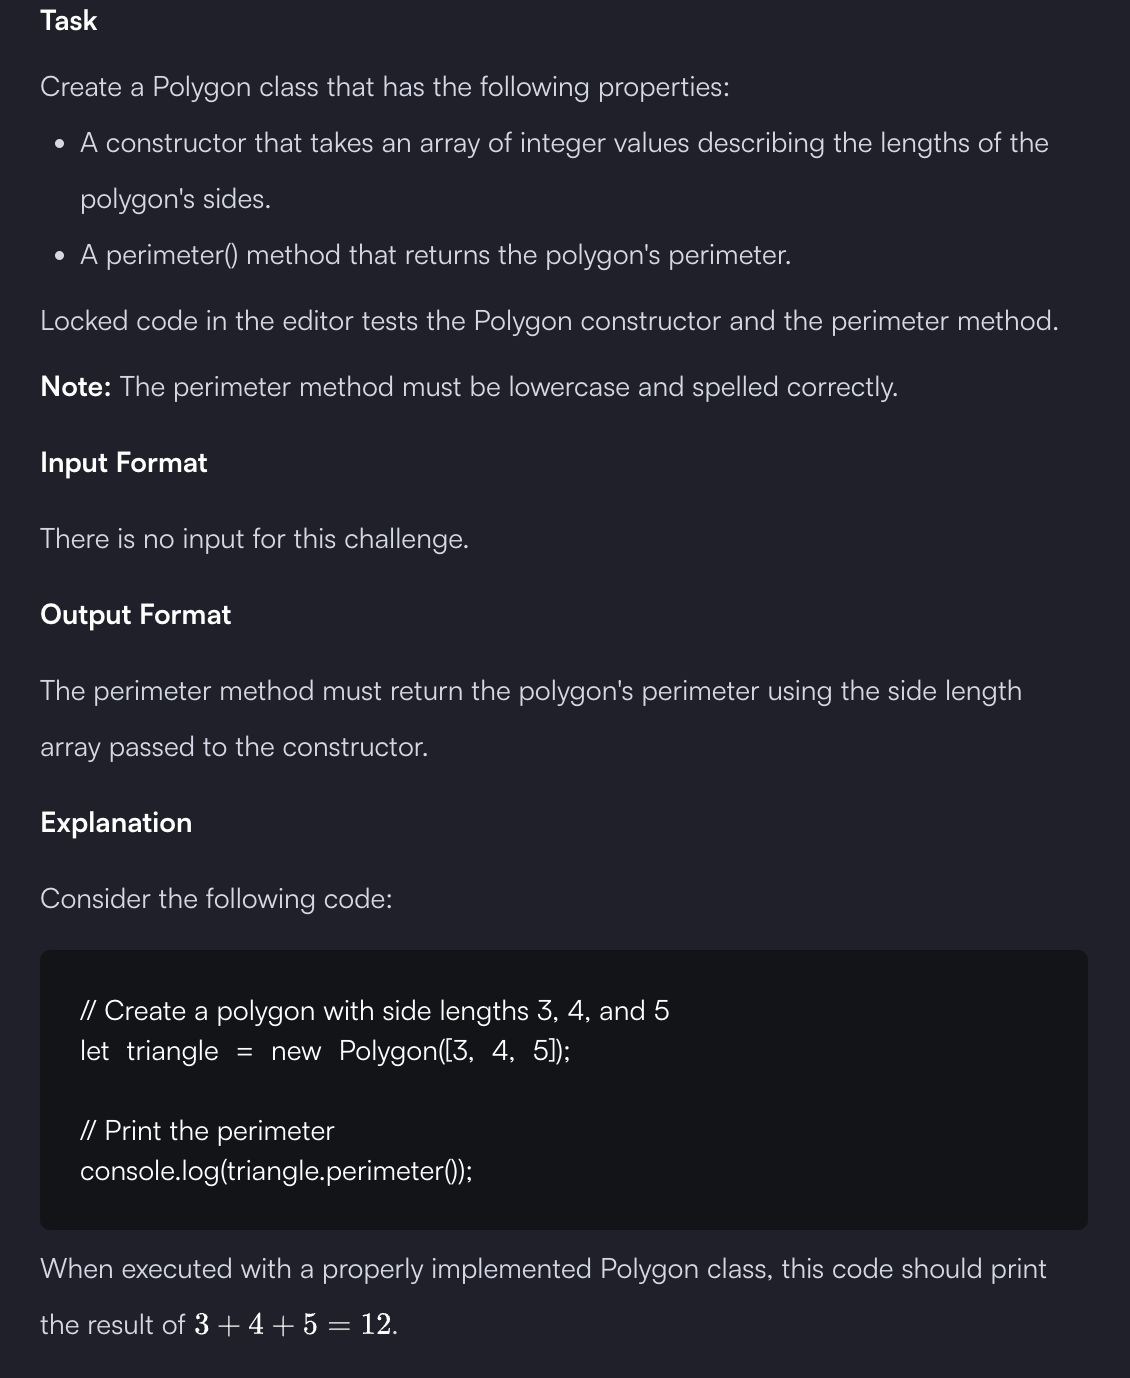 Task
Create a Polygon class that has the following properties:
• A constructor that takes an array of integer values describing the lengths of the
polygon's sides.
• A perimeter() method that returns the polygon's perimeter.
Locked code in the editor tests the Polygon constructor and the perimeter method.
Note: The perimeter method must be lowercase and spelled correctly.
Input Format
There is no input for this challenge.
Output Format
The perimeter method must return the polygon's perimeter using the side length
array passed to the constructor.
Explanation
Consider the following code:
// Create a polygon with side lengths 3, 4, and 5
let triangle = new Polygon([3, 4, 5]);
// Print the perimeter
console.log(triangle.perimeter());
When executed with a properly implemented Polygon class, this code should print
the result of 3 + 4 + 5 = 12.